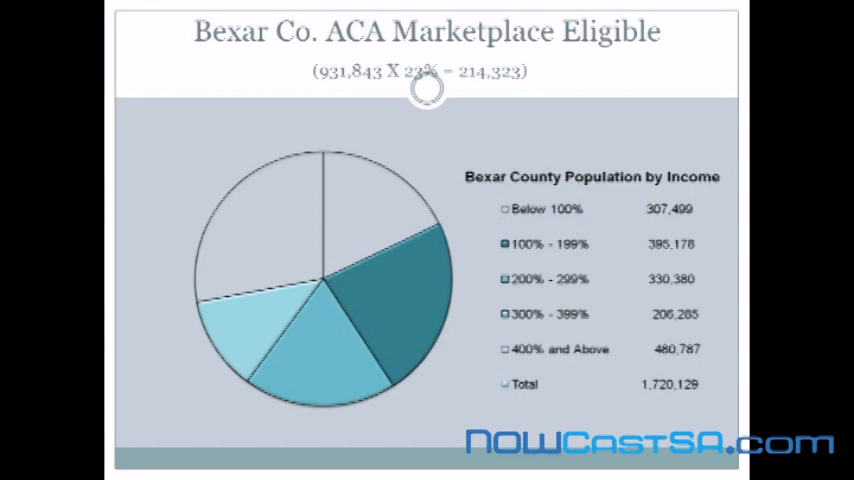 Bexar Co. ACA Marketplace Eligible
(931,843 X 23% = 214,323)
Bexar County Population by Income
Below 100% 307,499
100% - 199% 395,178
200% - 299% 330,380
300% - 399% 206,285
400% and Above 480,787
Total 1,720,129
NOWCastSA.com